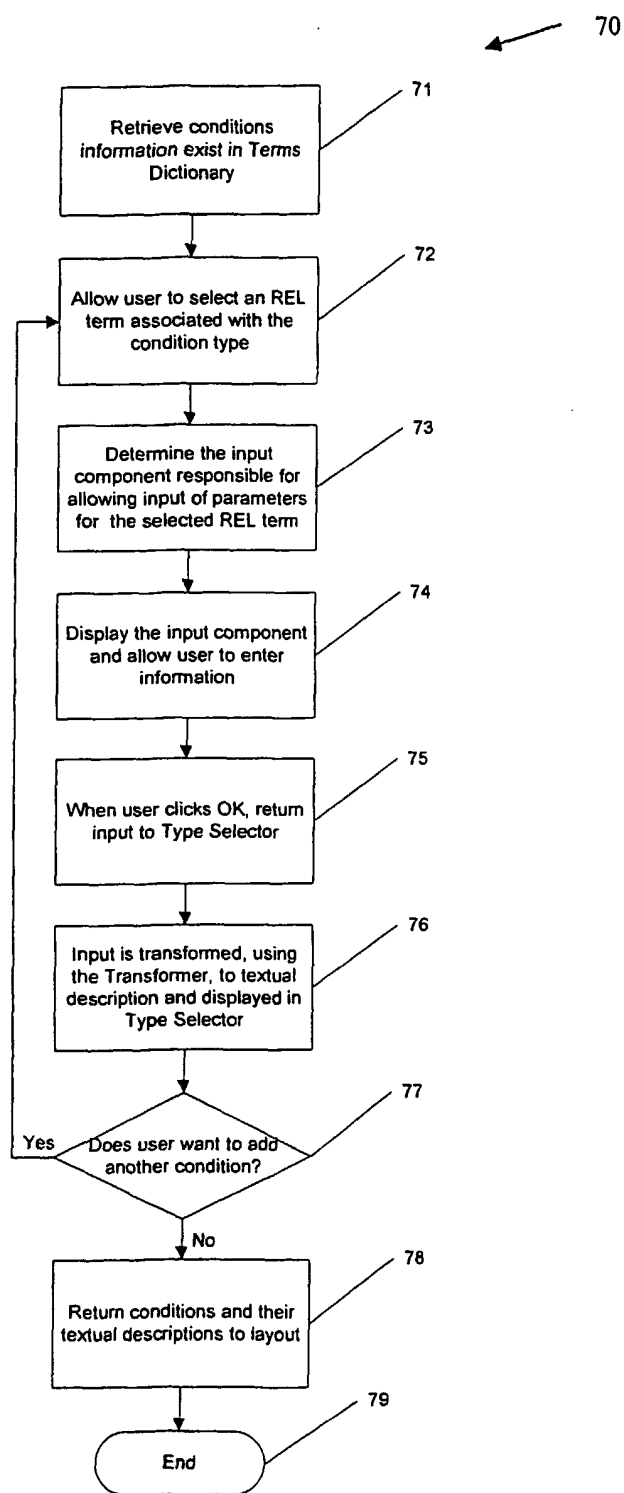 70
71
Retrieve conditions
information exist in Terms
Dictionary
72
Allow user to select an REL
term associated with the
condition type
73
Determine the input
component responsible for
allowing input of parameters
for the selected REL term
74
Display the input component
and allow user to enter
information
75
When user clicks OK, return
input to Type Selector
76
Input is transformed, using
the Transformer, to textual
description and displayed in
Type Selector
77
Yes
Does user want to add
another condition?
No
78
Return conditions and their
textual descriptions to layout
79
End